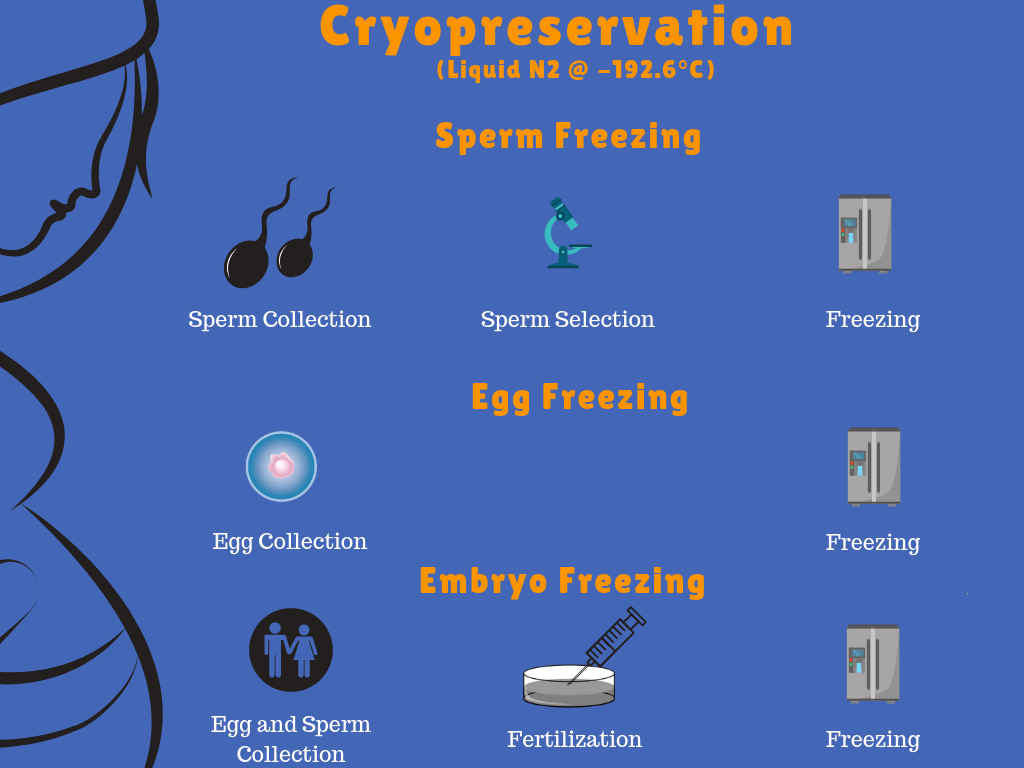 Cryopreservation
(Liquid N2 @ -192.6°C)
Sperm Freezing
Sperm Collection
Sperm Selection
Freezing
Egg Freezing
Egg Collection
Freezing
Embryo Freezing
Egg and Sperm
Collection
Fertilization
Freezing